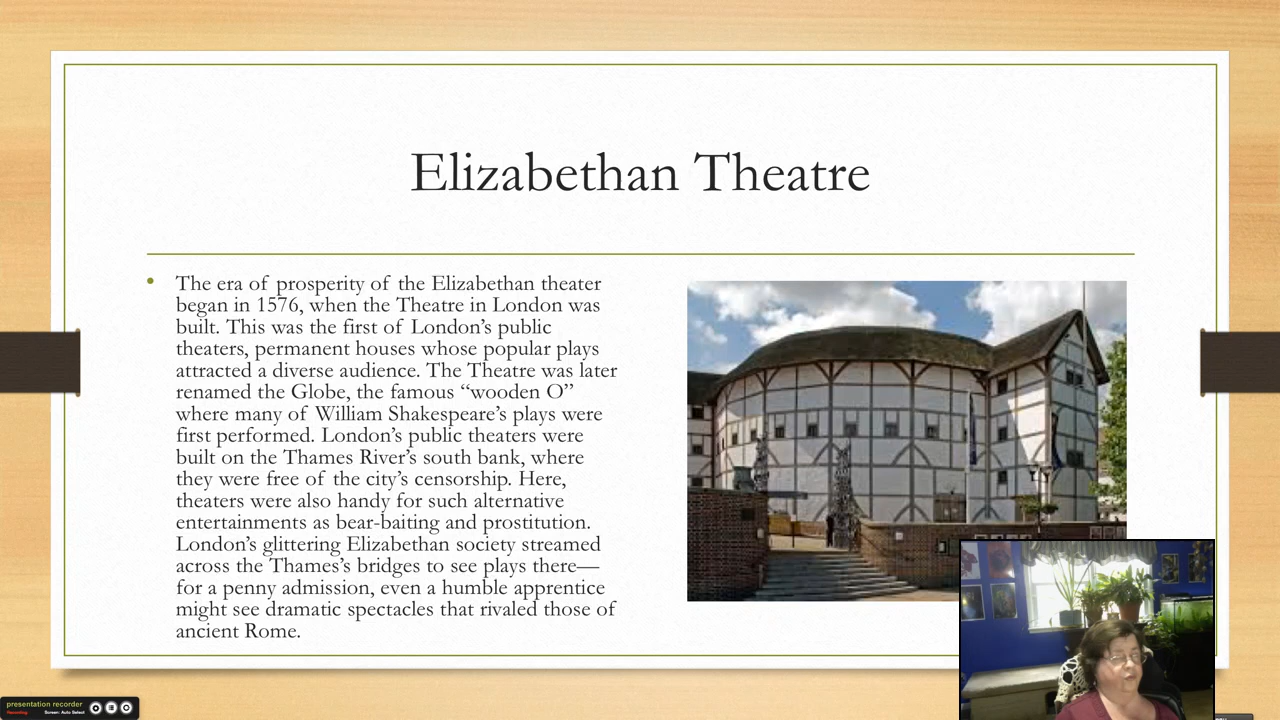 Elizabethan Theatre
• The era of prosperity of the Elizabethan theater
began in 1576, when the Theatre in London was
built. This was the first of London’s public
theaters, permanent houses whose popular plays
attracted a diverse audience. The Theatre was later
renamed the Globe, the famous “wooden O”
where many of William Shakespeare’s plays were
first performed. London’s public theaters were
built on the Thames River’s south bank, where
they were free of the city’s censorship. Here,
theaters were also handy for such alternative
entertainments as bear-baiting and prostitution.
London’s glittering Elizabethan society streamed
across the Thames’s bridges to see plays there—
for a penny admission, even a humble apprentice
might see dramatic spectacles that rivaled those of
ancient Rome.
presentation recorder
Recording Screen: Auto Select